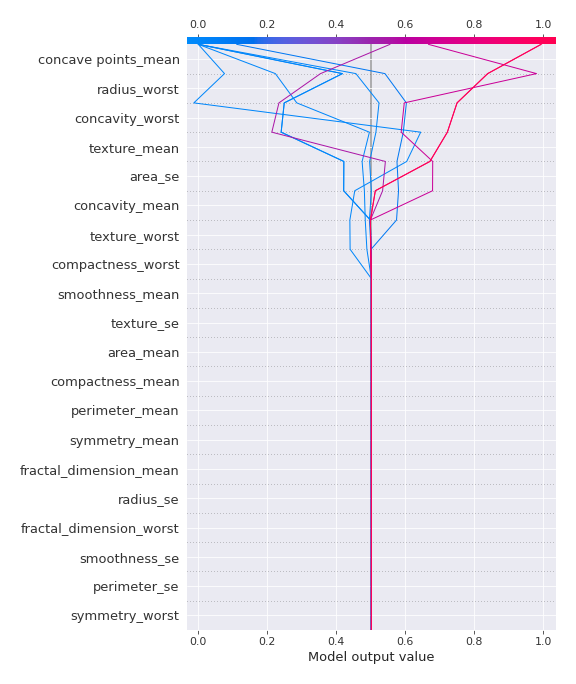 0.0 0.2 0.4 0.6 0.8 1.0
concave points_mean
radius_worst
concavity_worst
texture_mean
area_se
concavity_mean
texture_worst
compactness_worst
smoothness_mean
texture_se
area_mean
compactness_mean
perimeter_mean
symmetry_mean
fractal_dimension_mean
radius_se
fractal_dimension_worst
smoothness_se
perimeter_se
symmetry_worst
0.0 0.2 0.4 0.6 0.8 1.0
Model output value